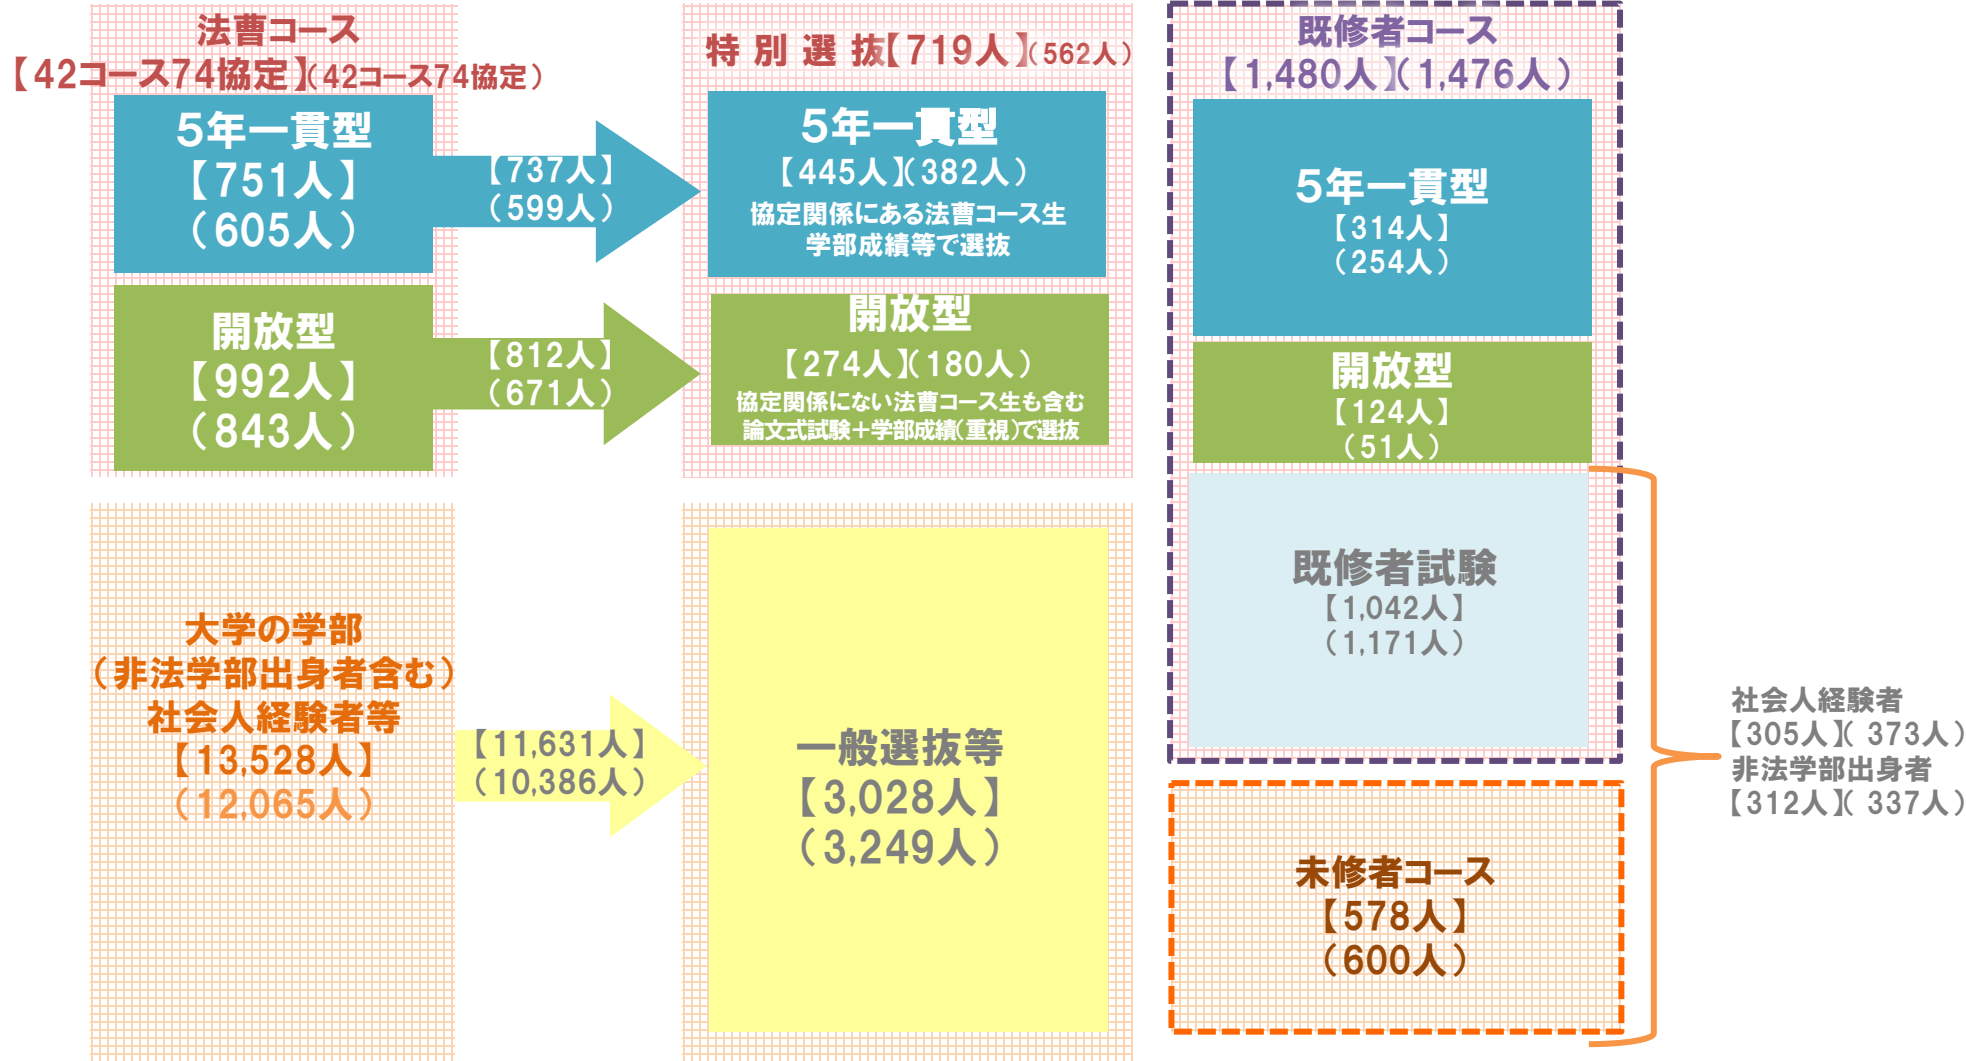 法曹コース
【42コース74協定】(42コース74協定)
5年一貫型
【751人】
(605人)
【737人】
(599人)
開放型
【992人】
(843人)
【812人】
(671人)
特別選抜【719人】(562人)
5年一貫型
【445人】(382人)
協定関係にある法曹コース生
学部成績等で選抜
開放型
【274人】(180人)
協定関係にない法曹コース生も含む
論文式試験+学部成績(重視)で選抜
既修者コース
【1,480人】(1,476人)
5年一貫型
【314人】
(254人)
開放型
【124人】
(51人)
既修者試験
【1,042人】
(1,171人)
大学の学部
(非法学部出身者含む)
社会人経験者等
【13,528人】
(12,065人)
【11,631人】
(10,386人)
一般選抜等
【3,028人】
(3,249人)
未修者コース
【578人】
(600人)
社会人経験者
【305人】( 373人)
非法学部出身者
【312人】( 337人)